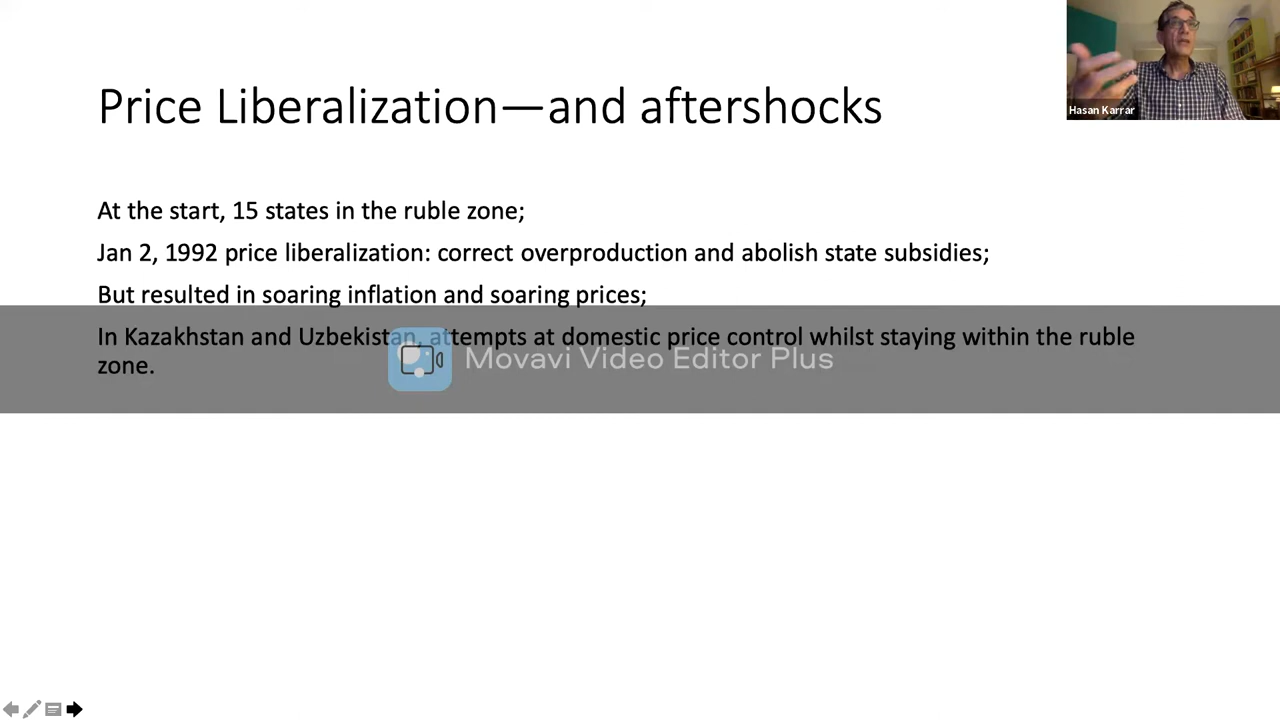 Hasan Karrar
Price Liberalization—and aftershocks
At the start, 15 states in the ruble zone;
Jan 2, 1992 price liberalization: correct overproduction and abolish state subsidies;
But resulted in soaring inflation and soaring prices;
In Kazakhstan and Uzbekistan, attempts at domestic price control whilst staying within the ruble
zone.
Movavi Video Editor Plus